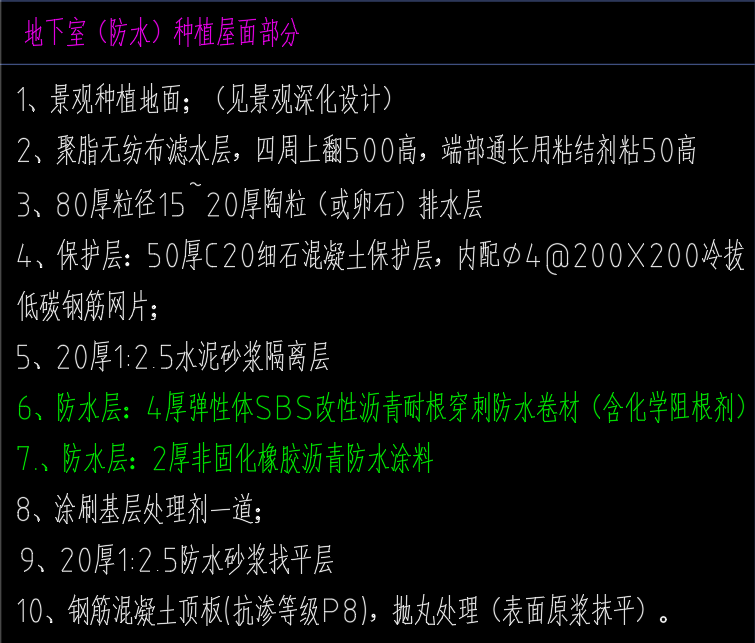 地下室（防水）种植屋面部分
1、景观种植地面；（见景观深化设计）
2、聚脂无纺布滤水层，四周上翻500高，端部通长用粘结剂粘50高
3、80厚粒径15~20厚陶粒（或卵石）排水层
4、保护层：50厚C20细石混凝土保护层，内配∅4@200X200冷拔
低碳钢筋网片；
5、20厚1:2.5水泥砂浆隔离层
6、防水层：4厚弹性体SBS改性沥青耐根穿刺防水卷材（含化学阻根剂）
7.、防水层：2厚非固化橡胶沥青防水涂料
8、涂刷基层处理剂一道；
9、20厚1:2.5防水砂浆找平层
10、钢筋混凝土顶板(抗渗等级P8)，抛丸处理（表面原浆抹平）。